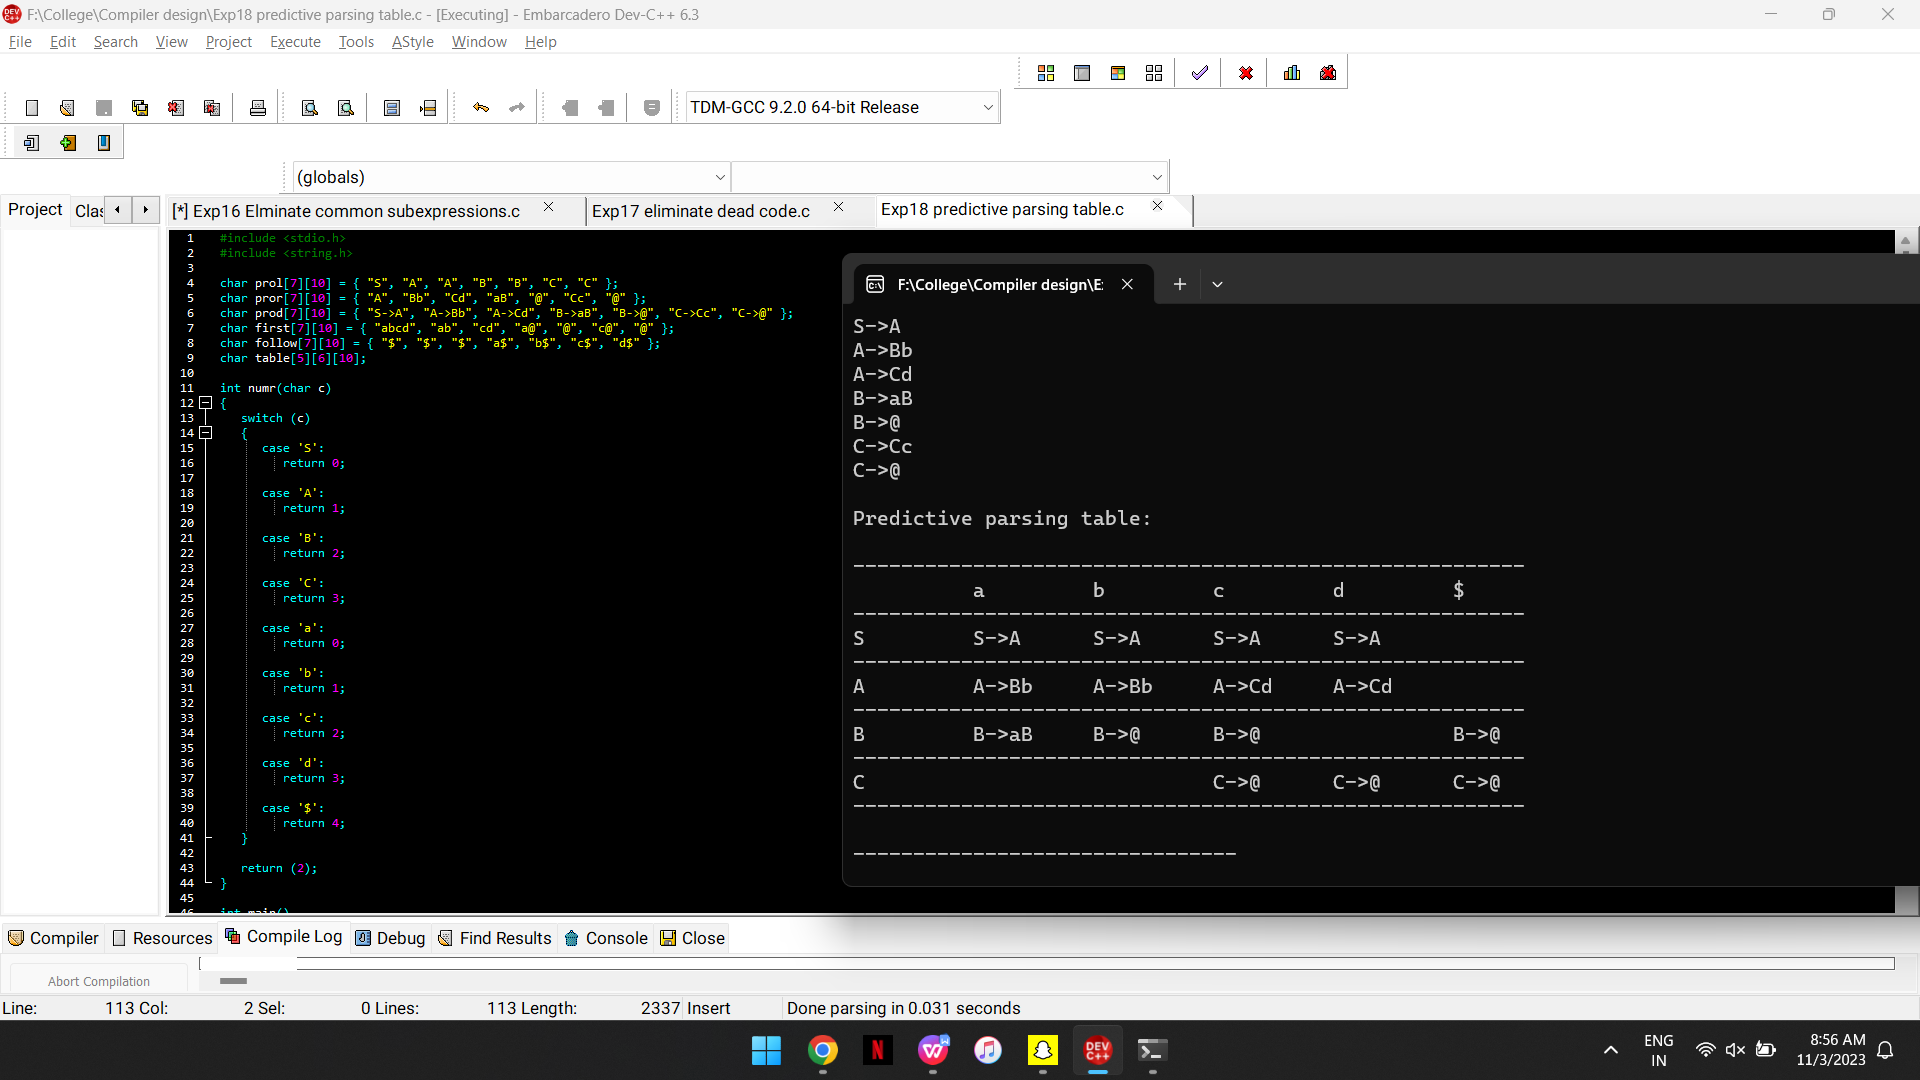 F:\College\Compiler design\Exp18 predictive parsing table.c - [Executing] - Embarcadero Dev-C++ 6.3
File Edit Search View Project Execute Tools AStyle Window Help
TDM-GCC 9.2.0 64-bit Release
(globals)
Project Clas
[*] Exp16 Elminate common subexpressions.c
Exp17 eliminate dead code.c
Exp18 predictive parsing table.c
1 #include <stdio.h>
2 #include <string.h>
3
4 char prol[7][10] = { "S", "A", "A", "B", "B", "C", "C" };
5 char pror[7][10] = { "A", "Bb", "Cd", "aB", "@", "Cc", "@" };
6 char prod[7][10] = { "S->A", "A->Bb", "A->Cd", "B->aB", "B->@", "C->Cc", "C->@" };
7 char first[7][10] = { "abcd", "ab", "cd", "a@", "@", "c@", "@" };
8 char follow[7][10] = { "$", "$", "$", "a$", "b$", "c$", "d$" };
9 char table[5][6][10];
10
11 int numr(char c)
12 {
13 switch (c)
14 {
15 case 'S':
16 return 0;
17
18 case 'A':
19 return 1;
20
21 case 'B':
22 return 2;
23
24 case 'C':
25 return 3;
26
27 case 'a':
28 return 0;
29
30 case 'b':
31 return 1;
32
33 case 'c':
34 return 2;
35
36 case 'd':
37 return 3;
38
39 case '$':
40 return 4;
41 }
42
43 return (2);
44 }
45
46 int main()
F:\College\Compiler design\E:
S->A
A->Bb
A->Cd
B->aB
B->@
C->Cc
C->@
Predictive parsing table:
--------------------------------------------------------
a b c d $
--------------------------------------------------------
S S->A S->A S->A S->A
--------------------------------------------------------
A A->Bb A->Bb A->Cd A->Cd
--------------------------------------------------------
B B->aB B->@ B->@ B->@
--------------------------------------------------------
C C->@ C->@ C->@
--------------------------------------------------------
--------------------------------
Compiler Resources Compile Log Debug Find Results Console Close
Abort Compilation
Line: 113 Col: 2 Sel: 0 Lines: 113 Length: 2337 Insert Done parsing in 0.031 seconds
DEV C++
ENG
IN
8:56 AM
11/3/2023